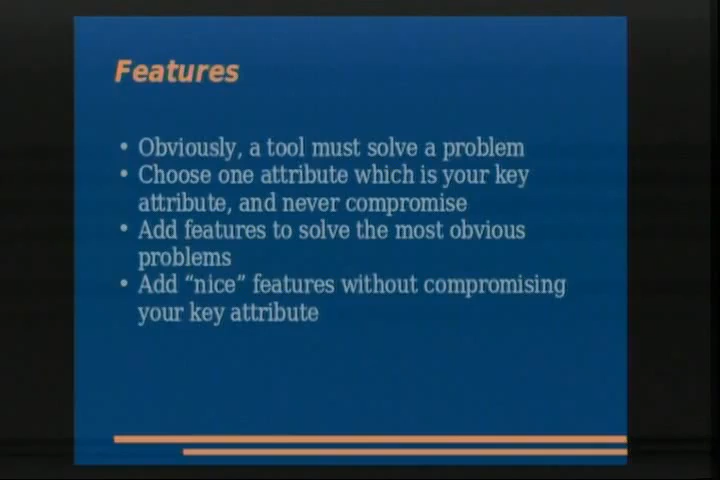 Features
• Obviously, a tool must solve a problem
• Choose one attribute which is your key
attribute, and never compromise
• Add features to solve the most obvious
problems
• Add “nice” features without compromising
your key attribute